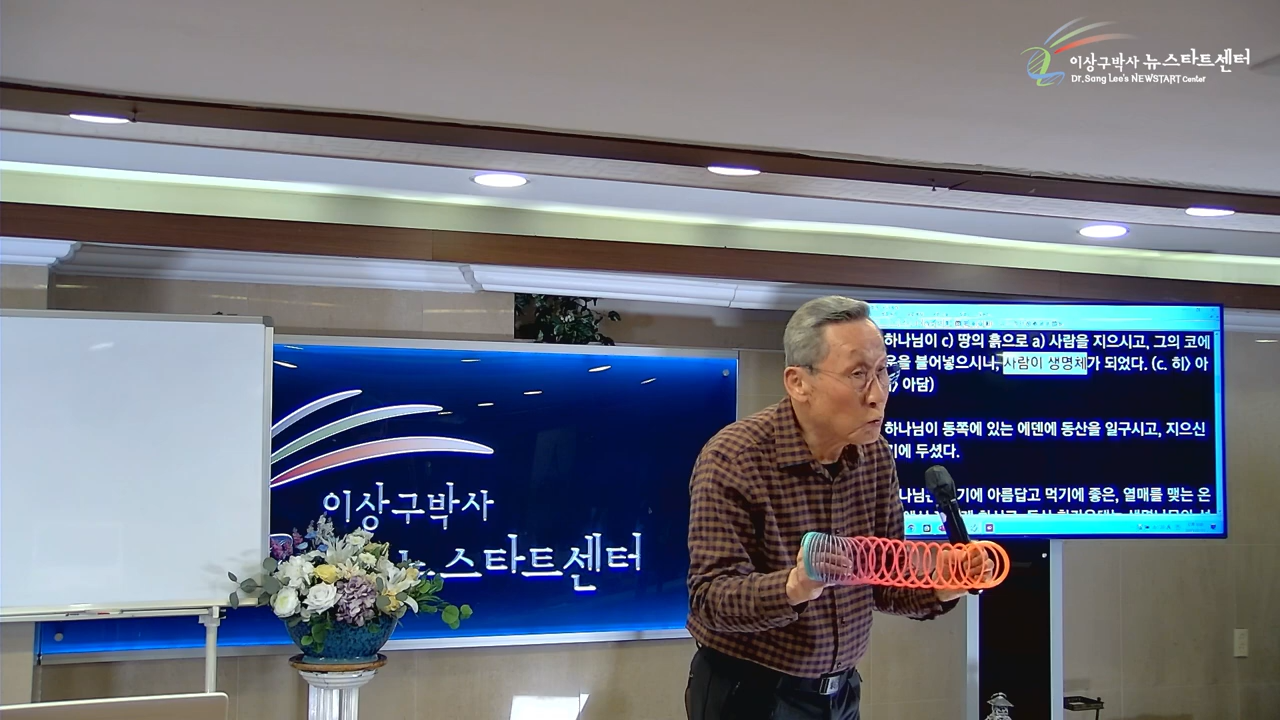 이상구박사 뉴스타트센터
Dr. Sang Lee's NEWSTART Center
하나님이 c) 땅의 흙으로 a) 사람을 지으시고, 그의 코에
불어넣으시니, 사람이 생명체가 되었다. (c. 히> 아
아담)
하나님이 동쪽에 있는 에덴에 동산을 일구시고, 지으신
두셨다.
아름답고 먹기에 좋은, 열매를 맺는 온
이상구박사
뉴스타트센터